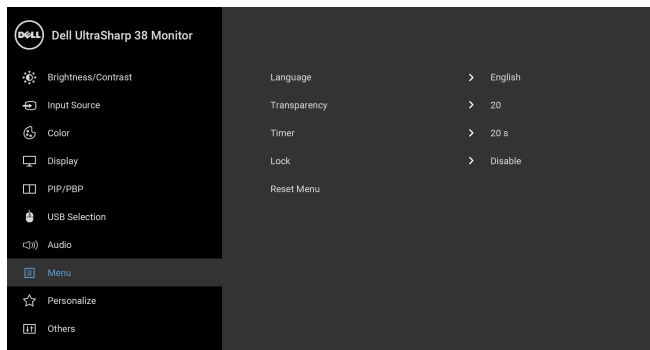 DELL Dell UltraSharp 38 Monitor
Brightness/Contrast
Input Source
Color
Display
PIP/PBP
USB Selection
Audio
Menu
Personalize
Others
Language > English
Transparency > 20
Timer > 20 s
Lock > Disable
Reset Menu